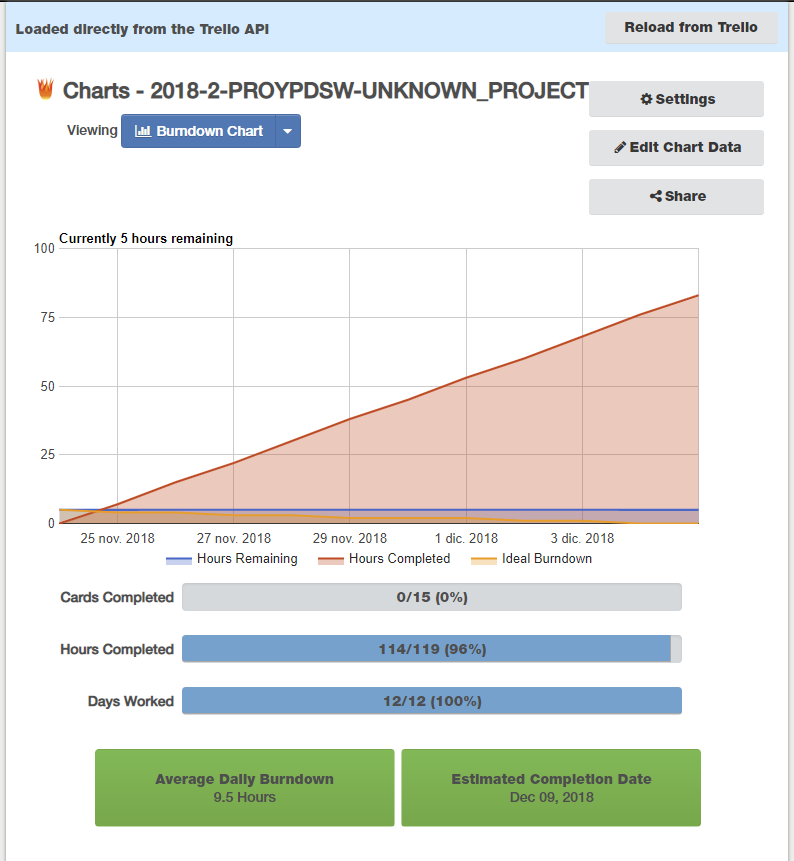 Loaded directly from the Trello API
Reload from Trello
Charts - 2018-2-PROYPDSW-UNKNOWN_PROJECT
Settings
Viewing
Burndown Chart
Edit Chart Data
Share
Currently 5 hours remaining
100
75
50
25
0
25 nov. 2018
27 nov. 2018
29 nov. 2018
1 dic. 2018
3 dic. 2018
Hours Remaining
Hours Completed
Ideal Burndown
Cards Completed
0/15 (0%)
Hours Completed
114/119 (96%)
Days Worked
12/12 (100%)
Average Daily Burndown
9.5 Hours
Estimated Completion Date
Dec 09, 2018